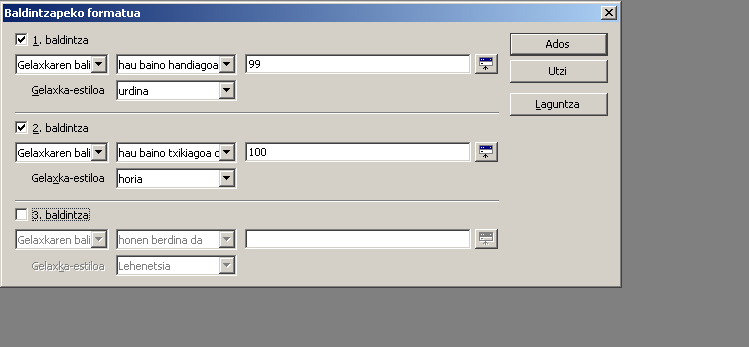 Baldintzapeko formatua
1. baldintza
Gelaxkaren bali hau baino handiagoa 99
Gelaxka-estiloa urdina
2. baldintza
Gelaxkaren bali hau baino txikiagoa 100
Gelaxka-estiloa horia
3. baldintza
Gelaxkaren bali honen berdina da
Gelaxka-estiloa Lehenetsia
Ados
Utzi
Laguntza